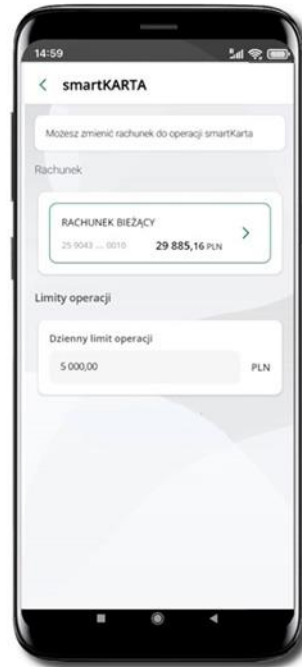 14:59
smartKARTA
Możesz zmienić rachunek do operacji smartKarta
Rachunek
RACHUNEK BIEŻĄCY
25 9043 ... 0010 29 885,16 PLN
Limity operacji
Dzienny limit operacji
5 000,00 PLN